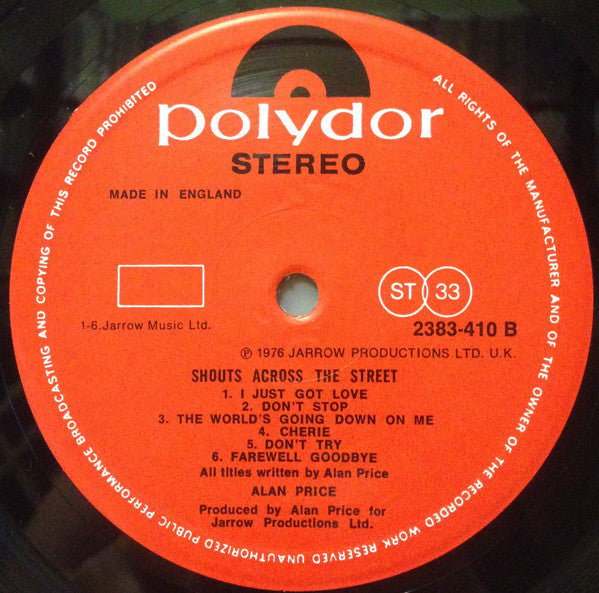 polydor
STEREO
MADE IN ENGLAND
ST 33
1-6, Jarrow Music Ltd.
2383-410 B
℗ 1976 JARROW PRODUCTIONS LTD. U.K.
SHOUTS ACROSS THE STREET
1. I JUST GOT LOVE
2. DON'T STOP
3. THE WORLD'S GOING DOWN ON ME
4. CHERIE
5. DON'T TRY
6. FAREWELL GOODBYE
All titles written by Alan Price
ALAN PRICE
Produced by Alan Price for
Jarrow Productions Ltd.
ALL RIGHTS OF THE MANUFACTURER AND OF THE OWNER OF THE RECORDED WORK RESERVED UNAUTHORIZED PUBLIC PERFORMANCE BROADCASTING AND COPYING OF THIS RECORD PROHIBITED